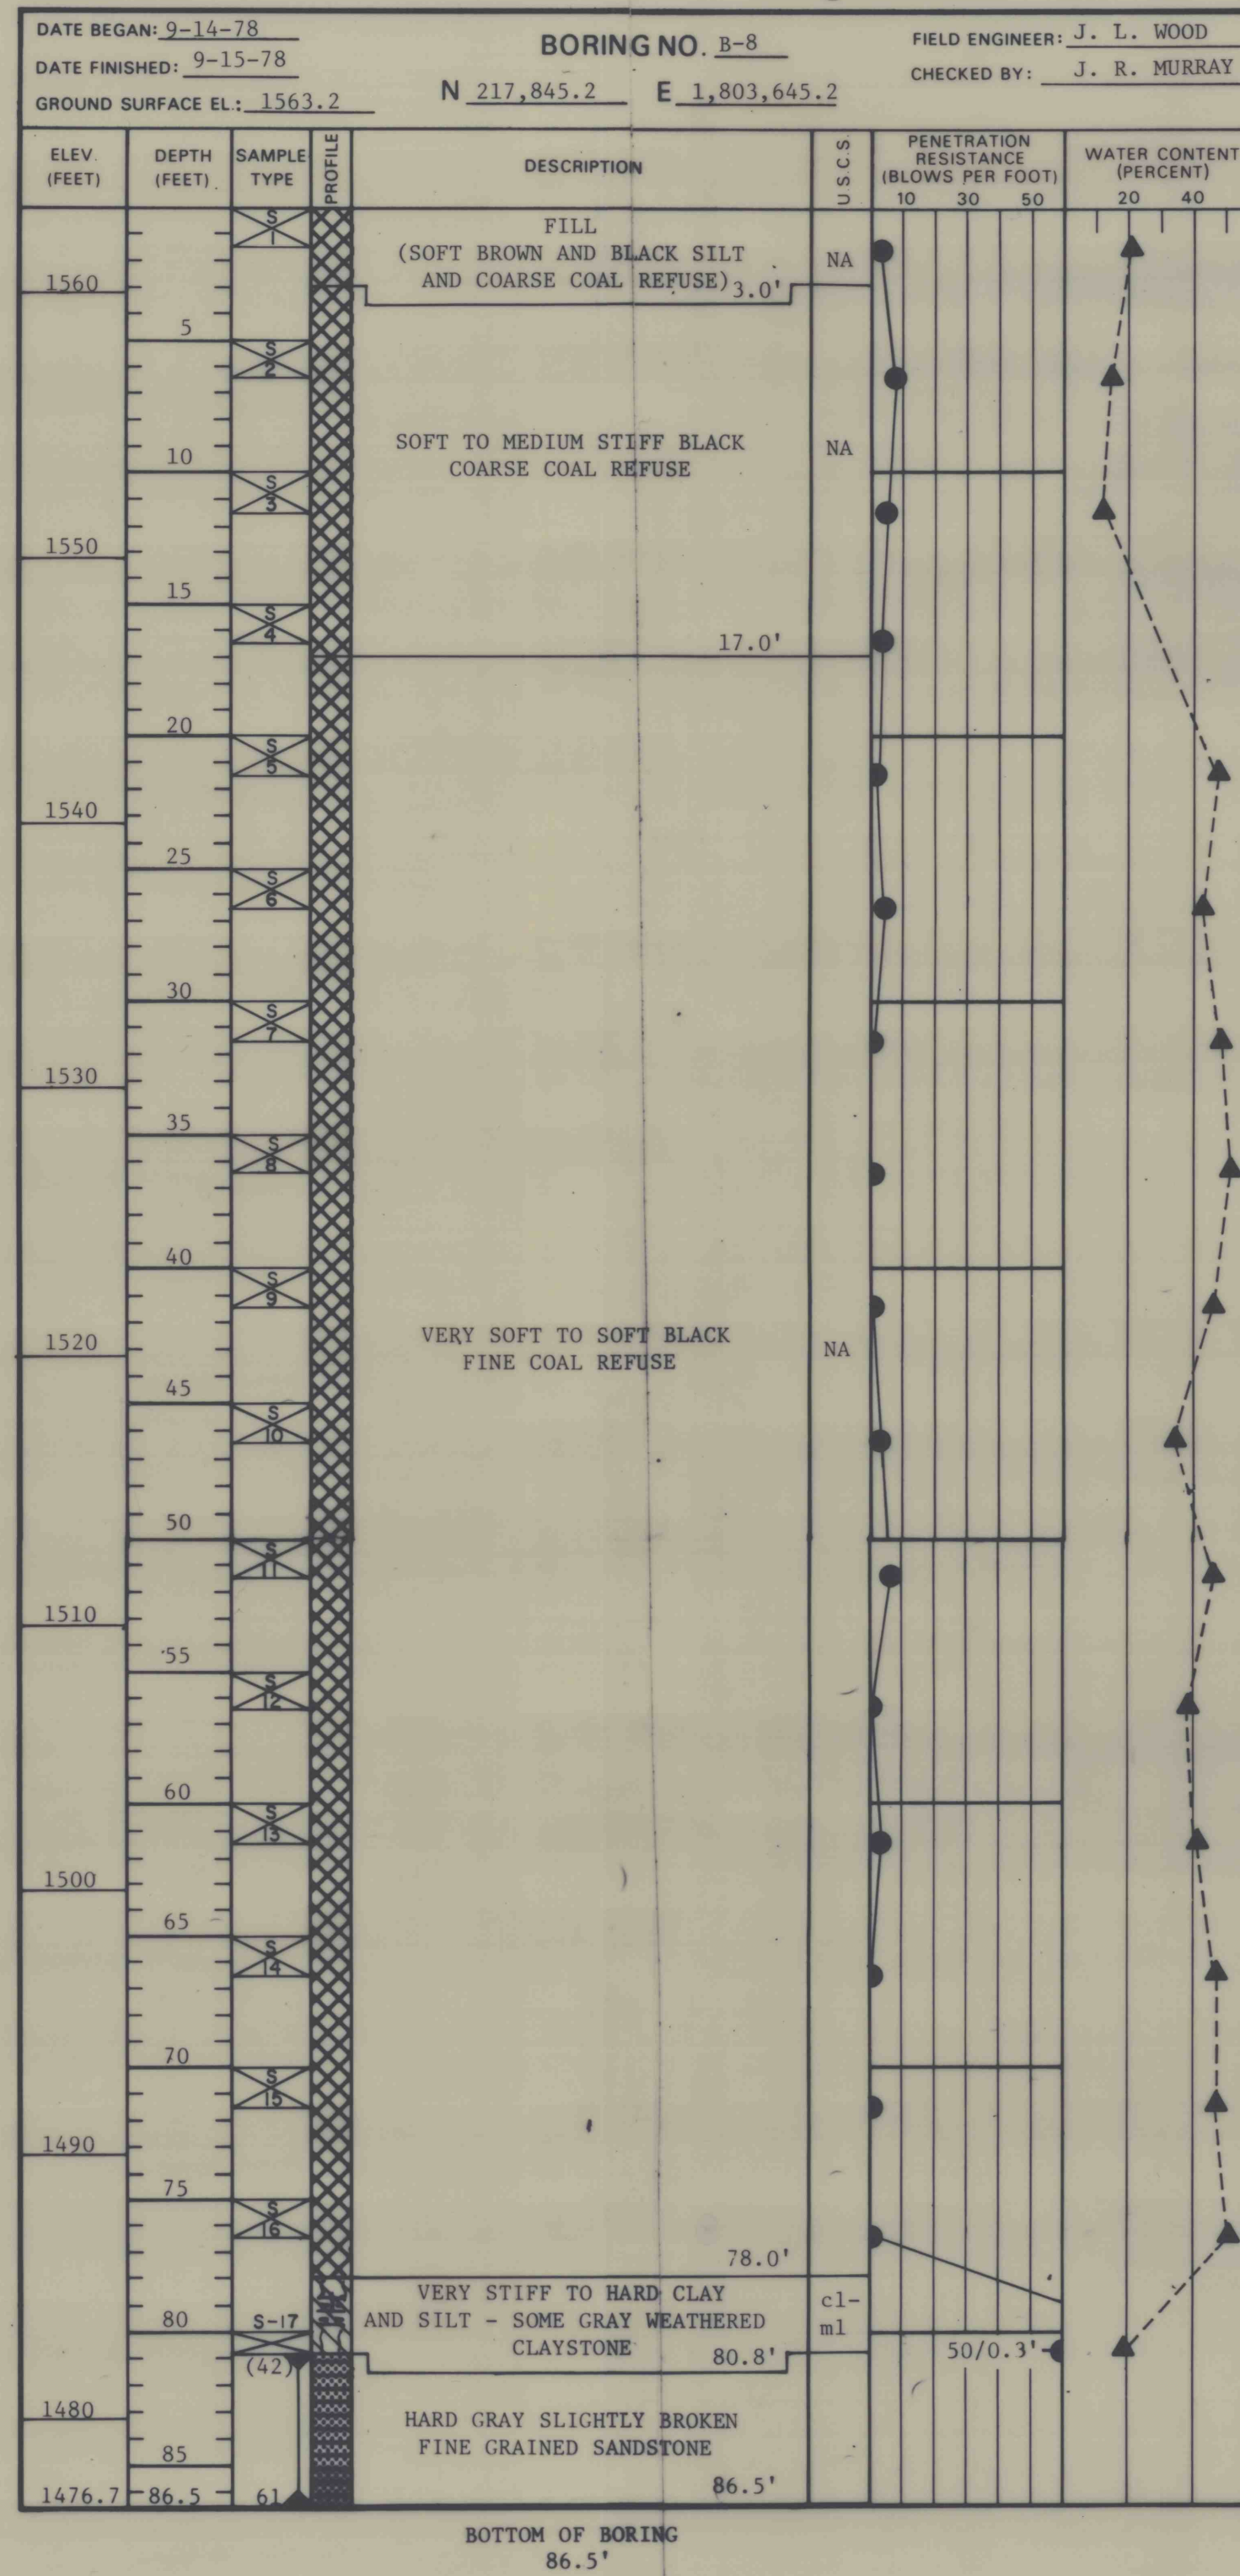 DATE BEGAN: 9-14-78
DATE FINISHED: 9-15-78
GROUND SURFACE EL.: 1563.2
BORING NO. B-8
N 217,845.2 E 1,803,645.2
FIELD ENGINEER: J. L. WOOD
CHECKED BY: J. R. MURRAY
ELEV. (FEET)
DEPTH (FEET)
SAMPLE TYPE
PROFILE
DESCRIPTION
U.S.C.S.
PENETRATION
RESISTANCE
(BLOWS PER FOOT)
10 30 50
WATER CONTENT
(PERCENT)
20 40
S 1
FILL
(SOFT BROWN AND BLACK SILT
AND COARSE COAL REFUSE) 3.0'
NA
1560
5
S 2
SOFT TO MEDIUM STIFF BLACK
COARSE COAL REFUSE
NA
10
S 3
1550
15
S 4
17.0'
20
S 5
1540
25
S 6
30
S 7
1530
35
S 8
40
S 9
VERY SOFT TO SOFT BLACK
FINE COAL REFUSE
NA
1520
45
S 10
50
S 11
1510
55
S 12
60
S 13
1500
65
S 14
70
S 15
1490
75
S 16
78.0'
VERY STIFF TO HARD CLAY
AND SILT - SOME GRAY WEATHERED
CLAYSTONE 80.8'
cl-
ml
80
S-17
50/0.3'
(42)
1480
HARD GRAY SLIGHTLY BROKEN
FINE GRAINED SANDSTONE
85
86.5'
1476.7 86.5 61
BOTTOM OF BORING
86.5'